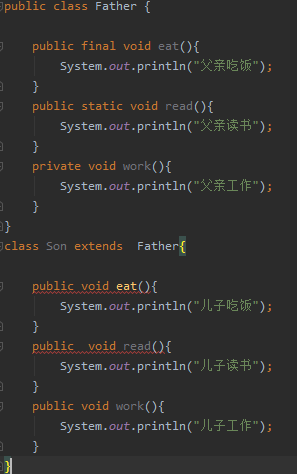 public class Father {
public final void eat(){
System.out.println("父亲吃饭");
}
public static void read(){
System.out.println("父亲读书");
}
private void work(){
System.out.println("父亲工作");
}
}
class Son extends  Father{
public void eat(){
System.out.println("儿子吃饭");
}
public  void read(){
System.out.println("儿子读书");
}
public void work(){
System.out.println("儿子工作");
}
}